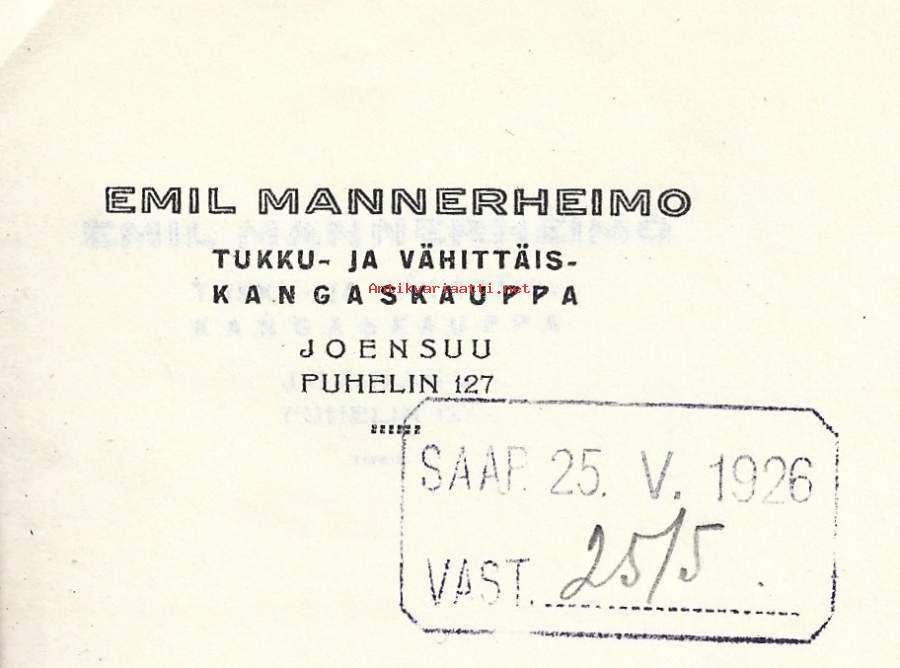 EMIL MANNERHEIMO
TUKKU- JA VÄHITTÄIS-
Antikvariaatti.net
KANGASKAUPPA
JOENSUU
PUHELIN 127
SAAP. 25. V. 1926
VAST. 25/5